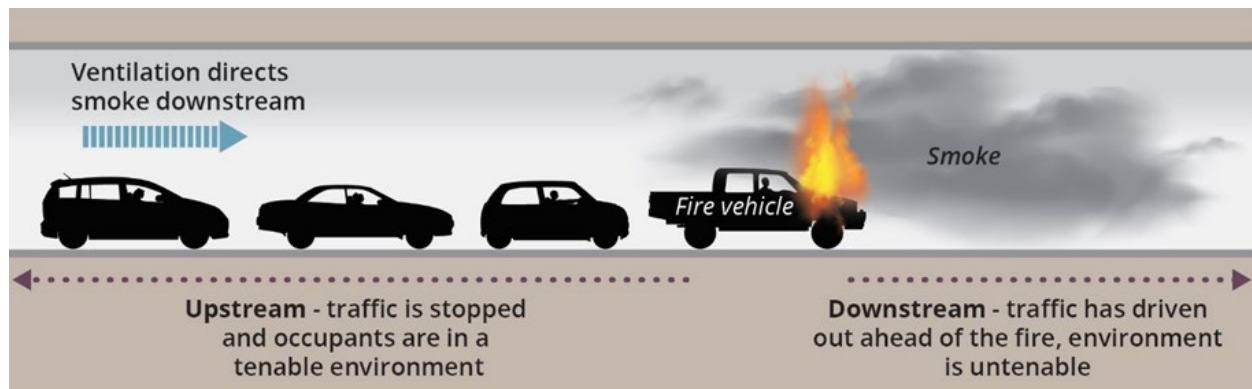 Ventilation directs
smoke downstream
Smoke
Fire vehicle
Upstream - traffic is stopped
and occupants are in a
tenable environment
Downstream - traffic has driven
out ahead of the fire, environment
is untenable